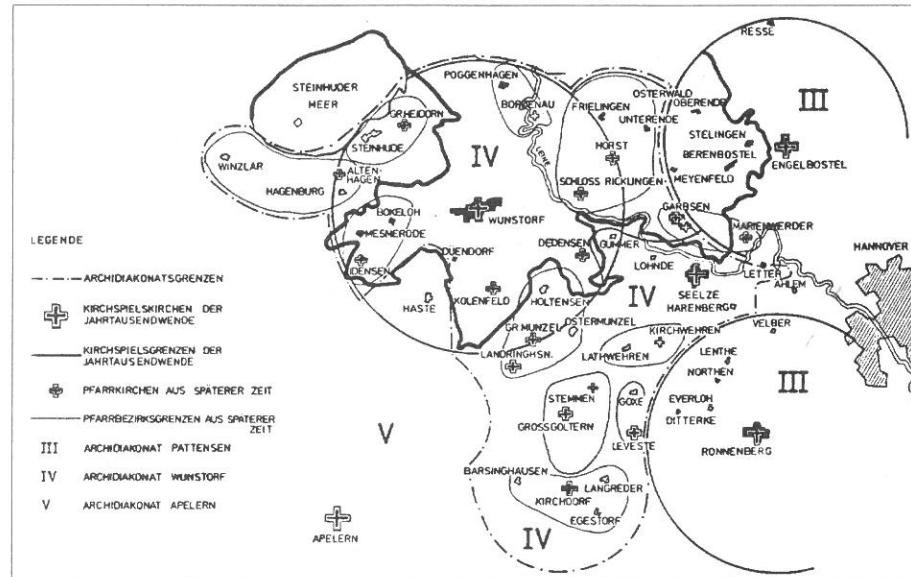 RESSE
STEINHUDER
MEER
POGGENHAGEN
BORDENAU
LEINE
GR.HEIDORN
STEINHUDE
WINZLAR
ALTEN-
HAGEN
HAGENBURG
IV
WUNSTORF
FRIELINGEN
OSTERWALD
OBERENDE
UNTERENDE
HORST
SCHLOSS RICKLINGEN
III
STELINGEN
BERENBOSTEL
MEYENFELD
ENGELBOSTEL
GARBSEN
MARIENWERDER
HANNOVER
BOKELOH
MESMERODE
IDENSEN
DUENDORF
DEDENSEN
GUMMER
LOHNDE
LETTER
AHLEM
SEELZE
HARENBERG
VELBER
HASTE
KOLENFELD
HOLTENSEN
IV
OSTERMUNZEL
GR.MUNZEL
LANDRINGHSN.
KIRCHWEHREN
LATHWEHREN
LENTHE
NORTHEN
III
EVERLOH
DITTERKE
RONNENBERG
STEMMEN
GROSSGOLTERN
GOXE
LEVESTE
V
BARSINGHAUSEN
LANGREDER
KIRCHDORF
EGESTORF
IV
APELERN
LEGENDE
ARCHIDIAKONATSGRENZEN
KIRCHSPIELSKIRCHEN DER
JAHRTAUSENDWENDE
KIRCHSPIELSGRENZEN DER
JAHRTAUSENDWENDE
PFARRKIRCHEN AUS SPÄTERER ZEIT
PFARRBEZIRKSGRENZEN AUS SPÄTERER
ZEIT
III ARCHIDIAKONAT PATTENSEN
IV ARCHIDIAKONAT WUNSTORF
V ARCHIDIAKONAT APELERN